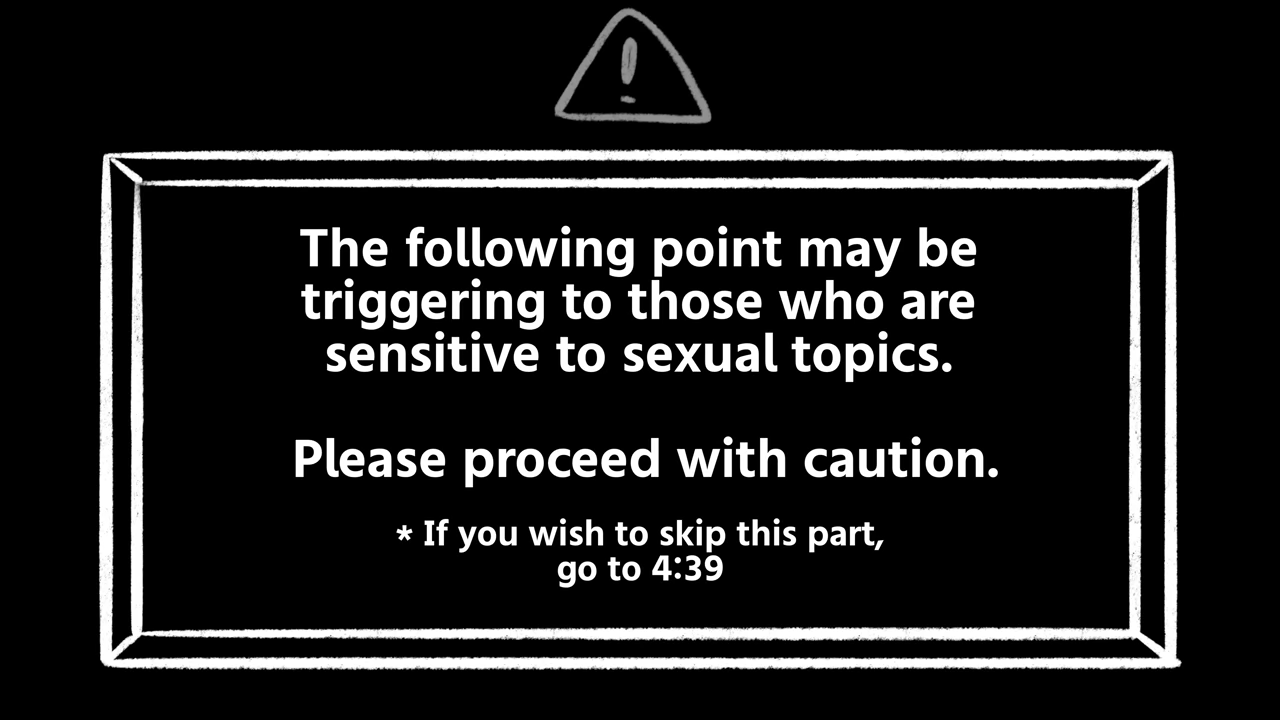 The following point may be
triggering to those who are
sensitive to sexual topics.
Please proceed with caution.
* If you wish to skip this part,
go to 4:39